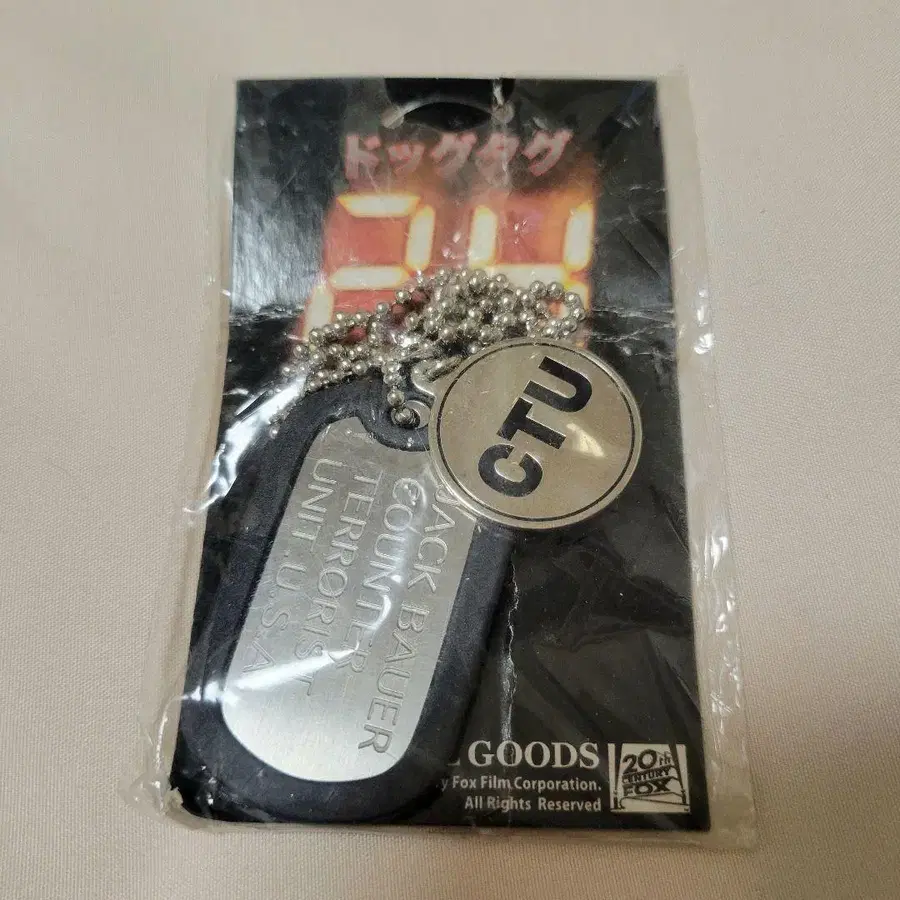 ドッグタグ
24
CTU
JACK BAUER
COUNTER
TERRORIST
UNIT U.S.A
GOODS
Fox Film Corporation.
All Rights Reserved
20TH
CENTURY
FOX